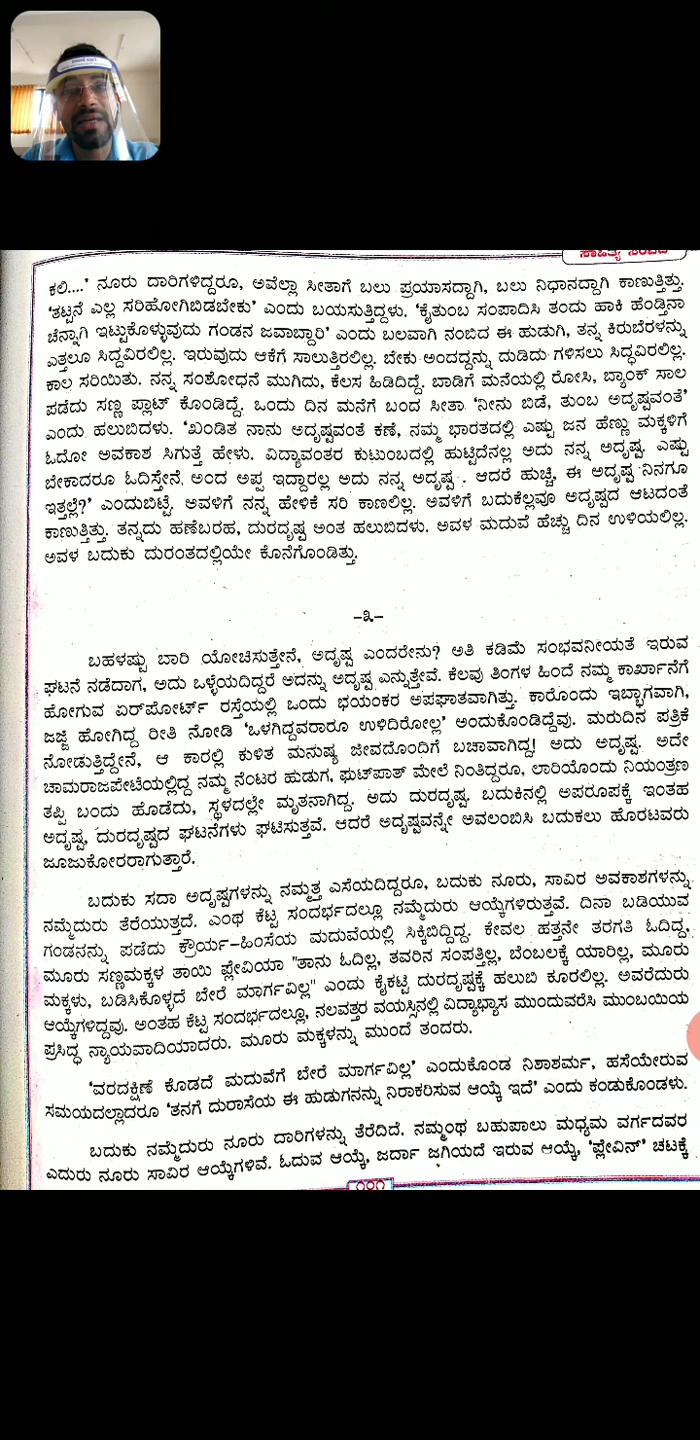 ಸಾಹಿತ್ಯ ಸಂಪದ
ಕಲಿ....' ನೂರು ದಾರಿಗಳಿದ್ದರೂ, ಅವೆಲ್ಲಾ ಸೀತಾಗೆ ಬಲು ಪ್ರಯಾಸದ್ದಾಗಿ, ಬಲು ನಿಧಾನದ್ದಾಗಿ ಕಾಣುತ್ತಿತ್ತು.
'ತಟ್ಟನೆ ಎಲ್ಲ ಸರಿಹೋಗಿಬಿಡಬೇಕು' ಎಂದು ಬಯಸುತ್ತಿದ್ದಳು. 'ಕೈತುಂಬ ಸಂಪಾದಿಸಿ ತಂದು ಹಾಕಿ ಹೆಂಡ್ತಿನಾ
ಚೆನ್ನಾಗಿ ಇಟ್ಟುಕೊಳ್ಳುವುದು ಗಂಡನ ಜವಾಬ್ದಾರಿ' ಎಂದು ಬಲವಾಗಿ ನಂಬಿದ ಈ ಹುಡುಗಿ, ತನ್ನ ಕಿರುಬೆರಳನ್ನು
ಎತ್ತಲೂ ಸಿದ್ದವಿರಲಿಲ್ಲ. ಇರುವುದು ಆಕೆಗೆ ಸಾಲುತ್ತಿರಲಿಲ್ಲ. ಬೇಕು ಅಂದದ್ದನ್ನು ದುಡಿದು ಗಳಿಸಲು ಸಿದ್ಧವಿರಲಿಲ್ಲ.
ಕಾಲ ಸರಿಯಿತು. ನನ್ನ ಸಂಶೋಧನೆ ಮುಗಿದು, ಕೆಲಸ ಹಿಡಿದಿದ್ದೆ. ಬಾಡಿಗೆ ಮನೆಯಲ್ಲಿ ರೋಸಿ, ಬ್ಯಾಂಕ್ ಸಾಲ
ಪಡೆದು ಸಣ್ಣ ಪ್ಲಾಟ್ ಕೊಂಡಿದ್ದೆ. ಒಂದು ದಿನ ಮನೆಗೆ ಬಂದ ಸೀತಾ 'ನೀನು ಬಿಡೆ, ತುಂಬ ಅದೃಷ್ಟವಂತೆ'
ಎಂದು ಹಲುಬಿದಳು. 'ಖಂಡಿತ ನಾನು ಅದೃಷ್ಟವಂತೆ ಕಣೆ, ನಮ್ಮ ಭಾರತದಲ್ಲಿ ಎಷ್ಟು ಜನ ಹೆಣ್ಣು ಮಕ್ಕಳಿಗೆ
ಓದೋ ಅವಕಾಶ ಸಿಗುತ್ತೆ ಹೇಳು. ವಿದ್ಯಾವಂತರ ಕುಟುಂಬದಲ್ಲಿ ಹುಟ್ಟಿದೆನಲ್ಲ ಅದು ನನ್ನ ಅದೃಷ್ಟ. ಎಷ್ಟು
ಬೇಕಾದರೂ ಓದಿಸ್ತೇನೆ ಅಂದ ಅಪ್ಪ ಇದ್ದಾರಲ್ಲ ಅದು ನನ್ನ ಅದೃಷ್ಟ . ಆದರೆ ಹುಚ್ಚಿ, ಈ ಅದೃಷ್ಟ ನಿನಗೂ
ಇತ್ತಲ್ಲೆ?' ಎಂದುಬಿಟ್ಟೆ. ಅವಳಿಗೆ ನನ್ನ ಹೇಳಿಕೆ ಸರಿ ಕಾಣಲಿಲ್ಲ. ಅವಳಿಗೆ ಬದುಕೆಲ್ಲವೂ ಅದೃಷ್ಟದ ಆಟದಂತೆ
ಕಾಣುತ್ತಿತ್ತು. ತನ್ನದು ಹಣೆಬರಹ, ದುರದೃಷ್ಟ ಅಂತ ಹಲುಬಿದಳು. ಅವಳ ಮದುವೆ ಹೆಚ್ಚು ದಿನ ಉಳಿಯಲಿಲ್ಲ.
ಅವಳ ಬದುಕು ದುರಂತದಲ್ಲಿಯೇ ಕೊನೆಗೊಂಡಿತ್ತು.
–೩–
ಬಹಳಷ್ಟು ಬಾರಿ ಯೋಚಿಸುತ್ತೇನೆ, ಅದೃಷ್ಟ ಎಂದರೇನು? ಅತಿ ಕಡಿಮೆ ಸಂಭವನೀಯತೆ ಇರುವ
ಘಟನೆ ನಡೆದಾಗ, ಅದು ಒಳ್ಳೆಯದಿದ್ದರೆ ಅದನ್ನು ಅದೃಷ್ಟ ಎನ್ನುತ್ತೇವೆ. ಕೆಲವು ತಿಂಗಳ ಹಿಂದೆ ನಮ್ಮ ಕಾರ್ಖಾನೆಗೆ
ಹೋಗುವ ಏರ್‌ಪೋರ್ಟ್ ರಸ್ತೆಯಲ್ಲಿ ಒಂದು ಭಯಂಕರ ಅಪಘಾತವಾಗಿತ್ತು. ಕಾರೊಂದು ಇಬ್ಭಾಗವಾಗಿ,
ಜಜ್ಜಿ ಹೋಗಿದ್ದ ರೀತಿ ನೋಡಿ 'ಒಳಗಿದ್ದವರಾರೂ ಉಳಿದಿರೋಲ್ಲ' ಅಂದುಕೊಂಡಿದ್ದೆವು. ಮರುದಿನ ಪತ್ರಿಕೆ
ನೋಡುತ್ತಿದ್ದೇನೆ, ಆ ಕಾರಲ್ಲಿ ಕುಳಿತ ಮನುಷ್ಯ ಜೀವದೊಂದಿಗೆ ಬಚಾವಾಗಿದ್ದ! ಅದು ಅದೃಷ್ಟ. ಅದೇ
ಚಾಮರಾಜಪೇಟೆಯಲ್ಲಿದ್ದ ನಮ್ಮ ನೆಂಟರ ಹುಡುಗ, ಫುಟ್‌ಪಾತ್ ಮೇಲೆ ನಿಂತಿದ್ದರೂ, ಲಾರಿಯೊಂದು ನಿಯಂತ್ರಣ
ತಪ್ಪಿ ಬಂದು ಹೊಡೆದು, ಸ್ಥಳದಲ್ಲೇ ಮೃತನಾಗಿದ್ದ. ಅದು ದುರದೃಷ್ಟ. ಬದುಕಿನಲ್ಲಿ ಅಪರೂಪಕ್ಕೆ ಇಂತಹ
ಅದೃಷ್ಟ, ದುರದೃಷ್ಟದ ಘಟನೆಗಳು ಘಟಿಸುತ್ತವೆ. ಆದರೆ ಅದೃಷ್ಟವನ್ನೇ ಅವಲಂಬಿಸಿ ಬದುಕಲು ಹೊರಟವರು
ಜೂಜುಕೋರರಾಗುತ್ತಾರೆ.
ಬದುಕು ಸದಾ ಅದೃಷ್ಟಗಳನ್ನು ನಮ್ಮತ್ತ ಎಸೆಯದಿದ್ದರೂ, ಬದುಕು ನೂರು, ಸಾವಿರ ಅವಕಾಶಗಳನ್ನು
ನಮ್ಮೆದುರು ತೆರೆಯುತ್ತದೆ. ಎಂಥ ಕೆಟ್ಟ ಸಂದರ್ಭದಲ್ಲೂ ನಮ್ಮೆದುರು ಆಯ್ಕೆಗಳಿರುತ್ತವೆ. ದಿನಾ ಬಡಿಯುವ
ಗಂಡನನ್ನು ಪಡೆದು ಕ್ರೌರ್ಯ–ಹಿಂಸೆಯ ಮದುವೆಯಲ್ಲಿ ಸಿಕ್ಕಿಬಿದ್ದಿದ್ದ, ಕೇವಲ ಹತ್ತನೇ ತರಗತಿ ಓದಿದ್ದ,
ಮೂರು ಸಣ್ಣಮಕ್ಕಳ ತಾಯಿ ಫ್ಲೇವಿಯಾ "ತಾನು ಓದಿಲ್ಲ, ತವರಿನ ಸಂಪತ್ತಿಲ್ಲ, ಬೆಂಬಲಕ್ಕೆ ಯಾರಿಲ್ಲ, ಮೂರು
ಮಕ್ಕಳು, ಬಡಿಸಿಕೊಳ್ಳದೆ ಬೇರೆ ಮಾರ್ಗವಿಲ್ಲ" ಎಂದು ಕೈಕಟ್ಟಿ ದುರದೃಷ್ಟಕ್ಕೆ ಹಲುಬಿ ಕೂರಲಿಲ್ಲ. ಅವರೆದುರು
ಆಯ್ಕೆಗಳಿದ್ದವು. ಅಂತಹ ಕೆಟ್ಟ ಸಂದರ್ಭದಲ್ಲೂ, ನಲವತ್ತರ ವಯಸ್ಸಿನಲ್ಲಿ ವಿದ್ಯಾಭ್ಯಾಸ ಮುಂದುವರೆಸಿ ಮುಂಬಯಿಯ
ಪ್ರಸಿದ್ಧ ನ್ಯಾಯವಾದಿಯಾದರು. ಮೂರು ಮಕ್ಕಳನ್ನು ಮುಂದೆ ತಂದರು.
'ವರದಕ್ಷಿಣೆ ಕೊಡದೆ ಮದುವೆಗೆ ಬೇರೆ ಮಾರ್ಗವಿಲ್ಲ' ಎಂದುಕೊಂಡ ನಿಶಾಶರ್ಮ, ಹಸೆಯೇರುವ
ಸಮಯದಲ್ಲಾದರೂ 'ತನಗೆ ದುರಾಸೆಯ ಈ ಹುಡುಗನನ್ನು ನಿರಾಕರಿಸುವ ಆಯ್ಕೆ ಇದೆ' ಎಂದು ಕಂಡುಕೊಂಡಳು.
ಬದುಕು ನಮ್ಮೆದುರು ನೂರು ದಾರಿಗಳನ್ನು ತೆರೆದಿದೆ. ನಮ್ಮಂಥ ಬಹುಪಾಲು ಮಧ್ಯಮ ವರ್ಗದವರ
ಎದುರು ನೂರು ಸಾವಿರ ಆಯ್ಕೆಗಳಿವೆ. ಓದುವ ಆಯ್ಕೆ, ಜರ್ದಾ ಜಗಿಯದೆ ಇರುವ ಆಯ್ಕೆ, 'ಫ್ಲೇವಿನ್' ಚಟಕ್ಕೆ
೧೦೧